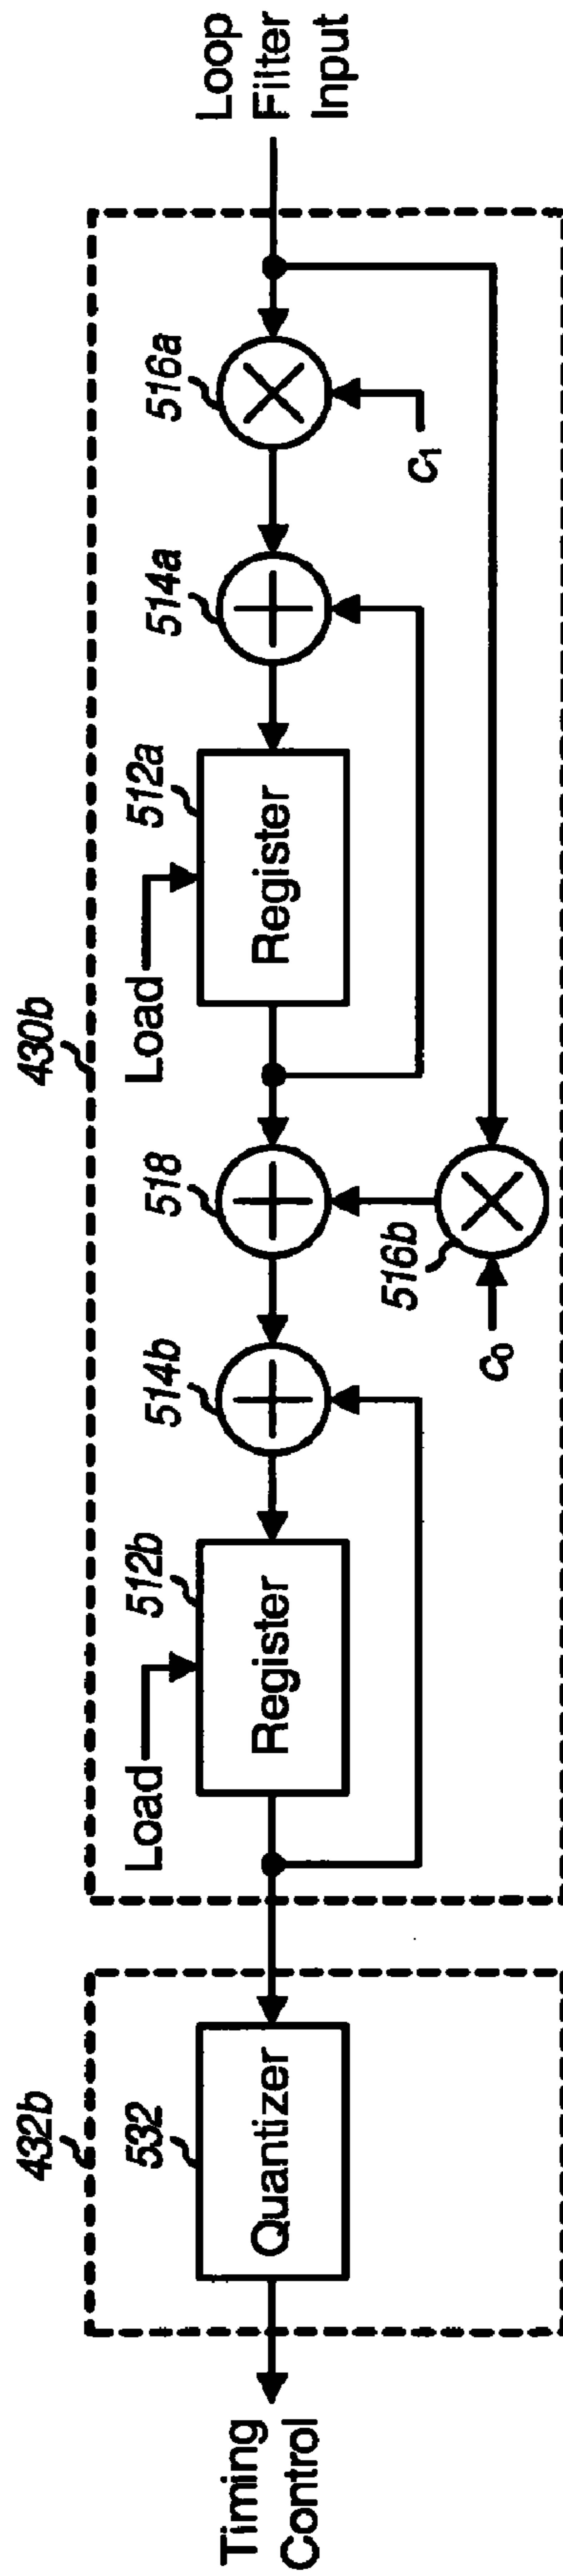 432b
430b
532
Quantizer
Timing
Control
Load
512b
Register
514b
518
Load
512a
Register
514a
516a
Loop
Filter
Input
c0
516b
c1